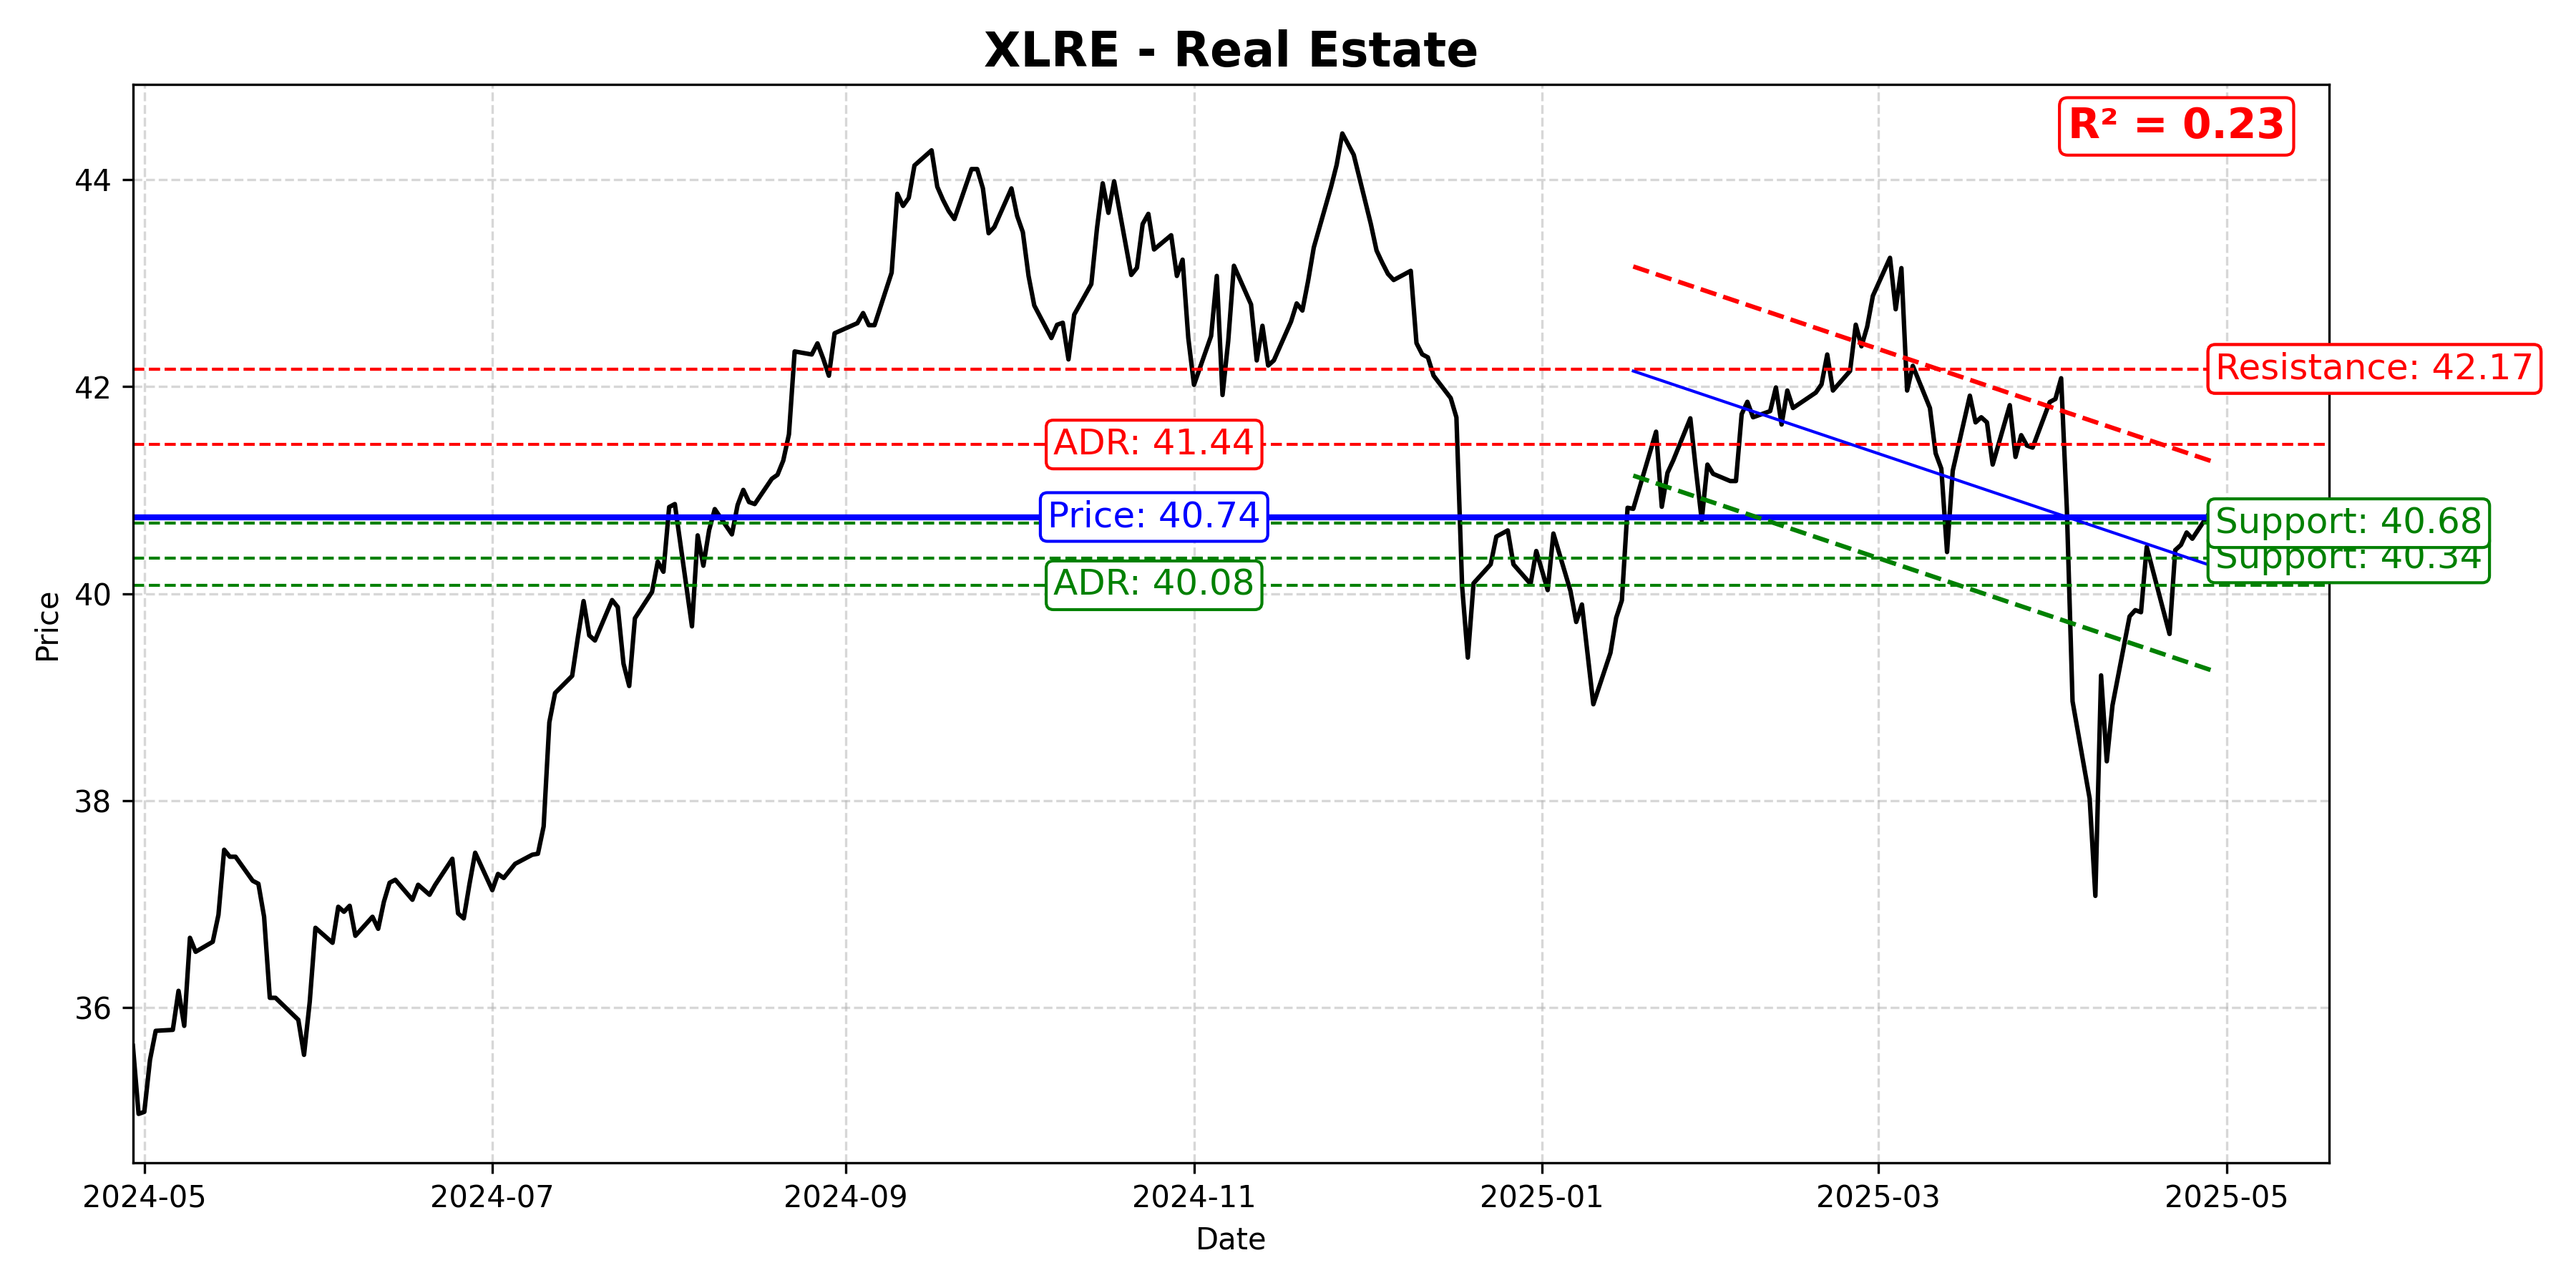 XLRE - Real Estate
R² = 0.23
44
42
40
38
36
Price
Resistance: 42.17
ADR: 41.44
Price: 40.74
Support: 40.68
Support: 40.34
ADR: 40.08
2024-05
2024-07
2024-09
2024-11
2025-01
2025-03
2025-05
Date